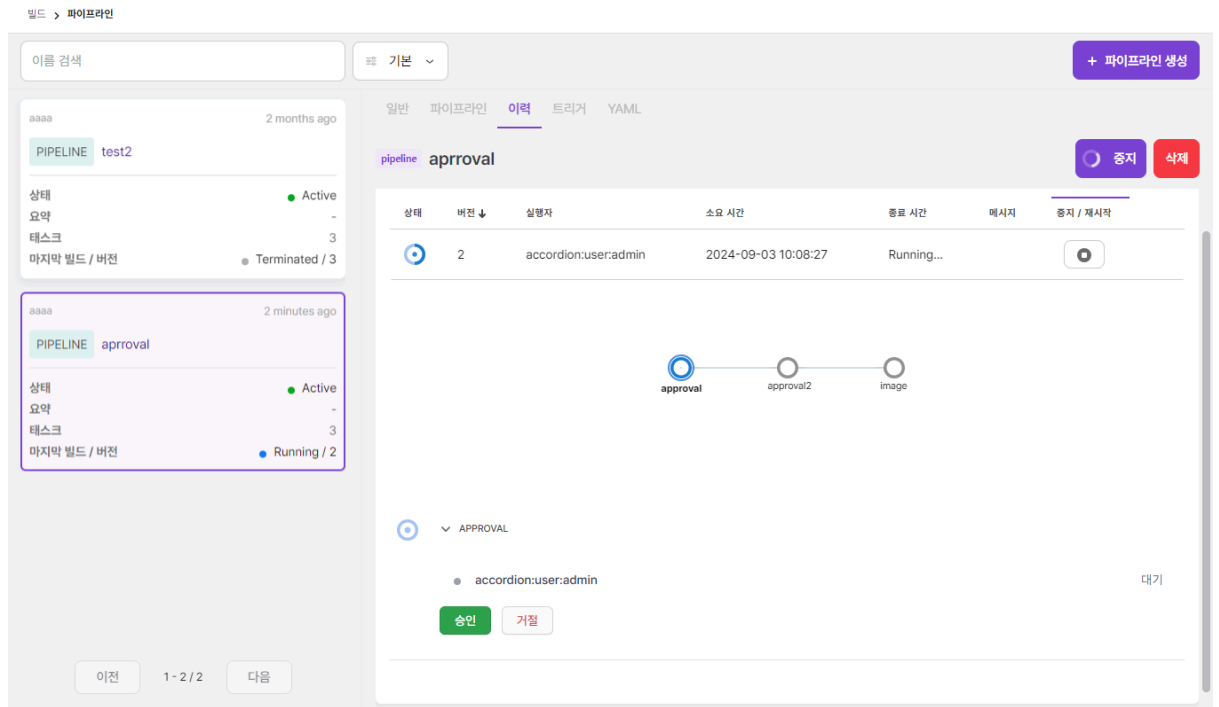 빌드 > 파이프라인
이름 검색
기본
+ 파이프라인 생성
aaaa 2 months ago
PIPELINE test2
상태 Active
요약 -
태스크 3
마지막 빌드 / 버전 Terminated / 3
aaaa 2 minutes ago
PIPELINE aprroval
상태 Active
요약 -
태스크 3
마지막 빌드 / 버전 Running / 2
이전 1 - 2 / 2 다음
일반 파이프라인 이력 트리거 YAML
pipeline aprroval 중지 삭제
상태 버전 실행자 소요 시간 종료 시간 메시지 중지 / 재시작
2 accordion:user:admin 2024-09-03 10:08:27 Running...
approval approval2 image
APPROVAL
accordion:user:admin 대기
승인 거절